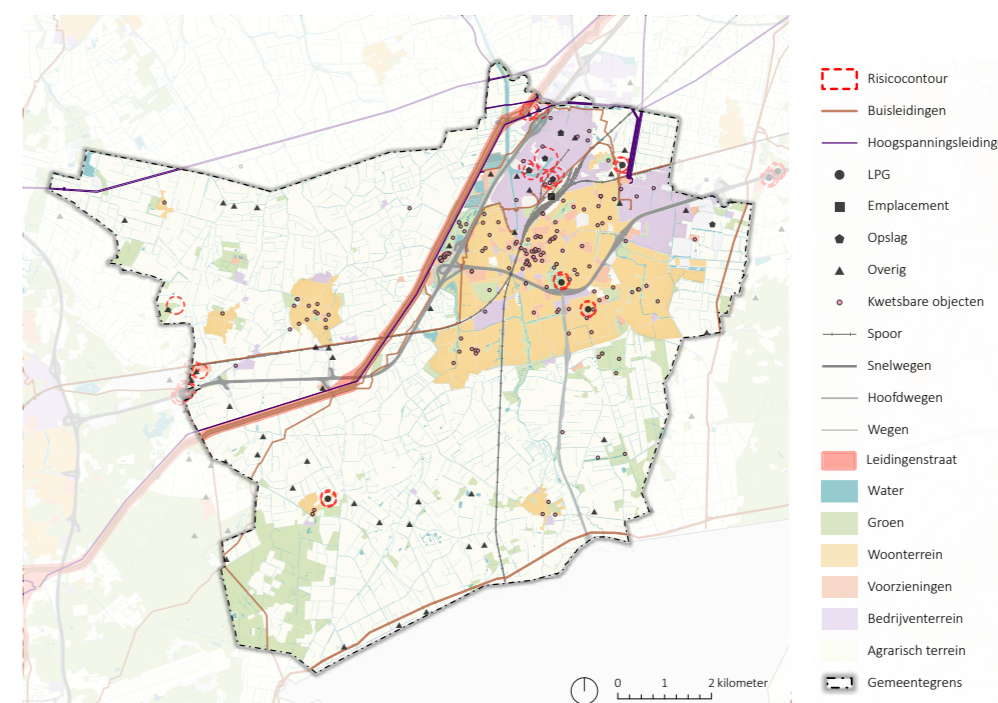 Risicocontour
Buisleidingen
Hoogspanningsleiding
LPG
Emplacement
Opslag
Overig
Kwetsbare objecten
Spoor
Snelwegen
Hoofdwegen
Wegen
Leidingenstraat
Water
Groen
Woonterrein
Voorzieningen
Bedrijventerrein
Agrarisch terrein
Gemeentegrens
0 1 2 kilometer